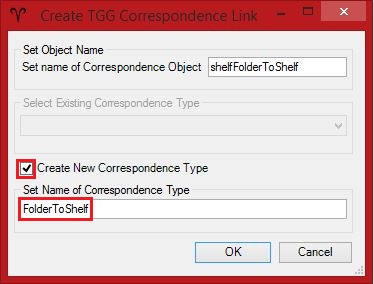 Create TGG Correspondence Link
Set Object Name
Set name of Correspondence Object shelfFolderToShelf
Select Existing Correspondence Type
Create New Correspondence Type
Set Name of Correspondence Type
FolderToShelf
OK Cancel